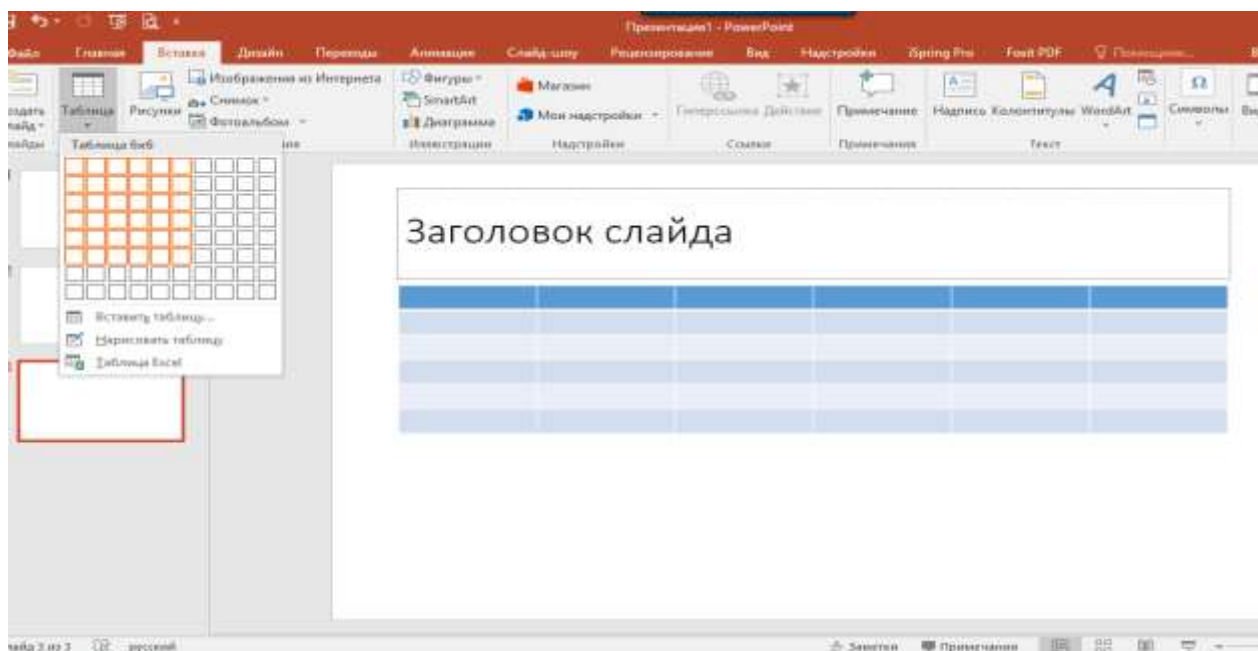 Презентация1 - PowerPoint
Файл Главная Вставка Дизайн Переходы Анимация Слайд-шоу Рецензирование Вид Надстройки iSpring Pro Foxit PDF
Таблица Рисунки Изображения из Интернета Снимок Фотоальбом
Фигуры SmartArt Диаграмма
Магазин Мои надстройки
Гиперссылка Действие Примечание Надпись Колонтитулы WordArt Символы
Иллюстрации Надстройки Ссылки Примечания Текст
Таблица 6x6
Вставить таблицу...
Нарисовать таблицу
Таблица Excel
Заголовок слайда
русский Заметки Примечания